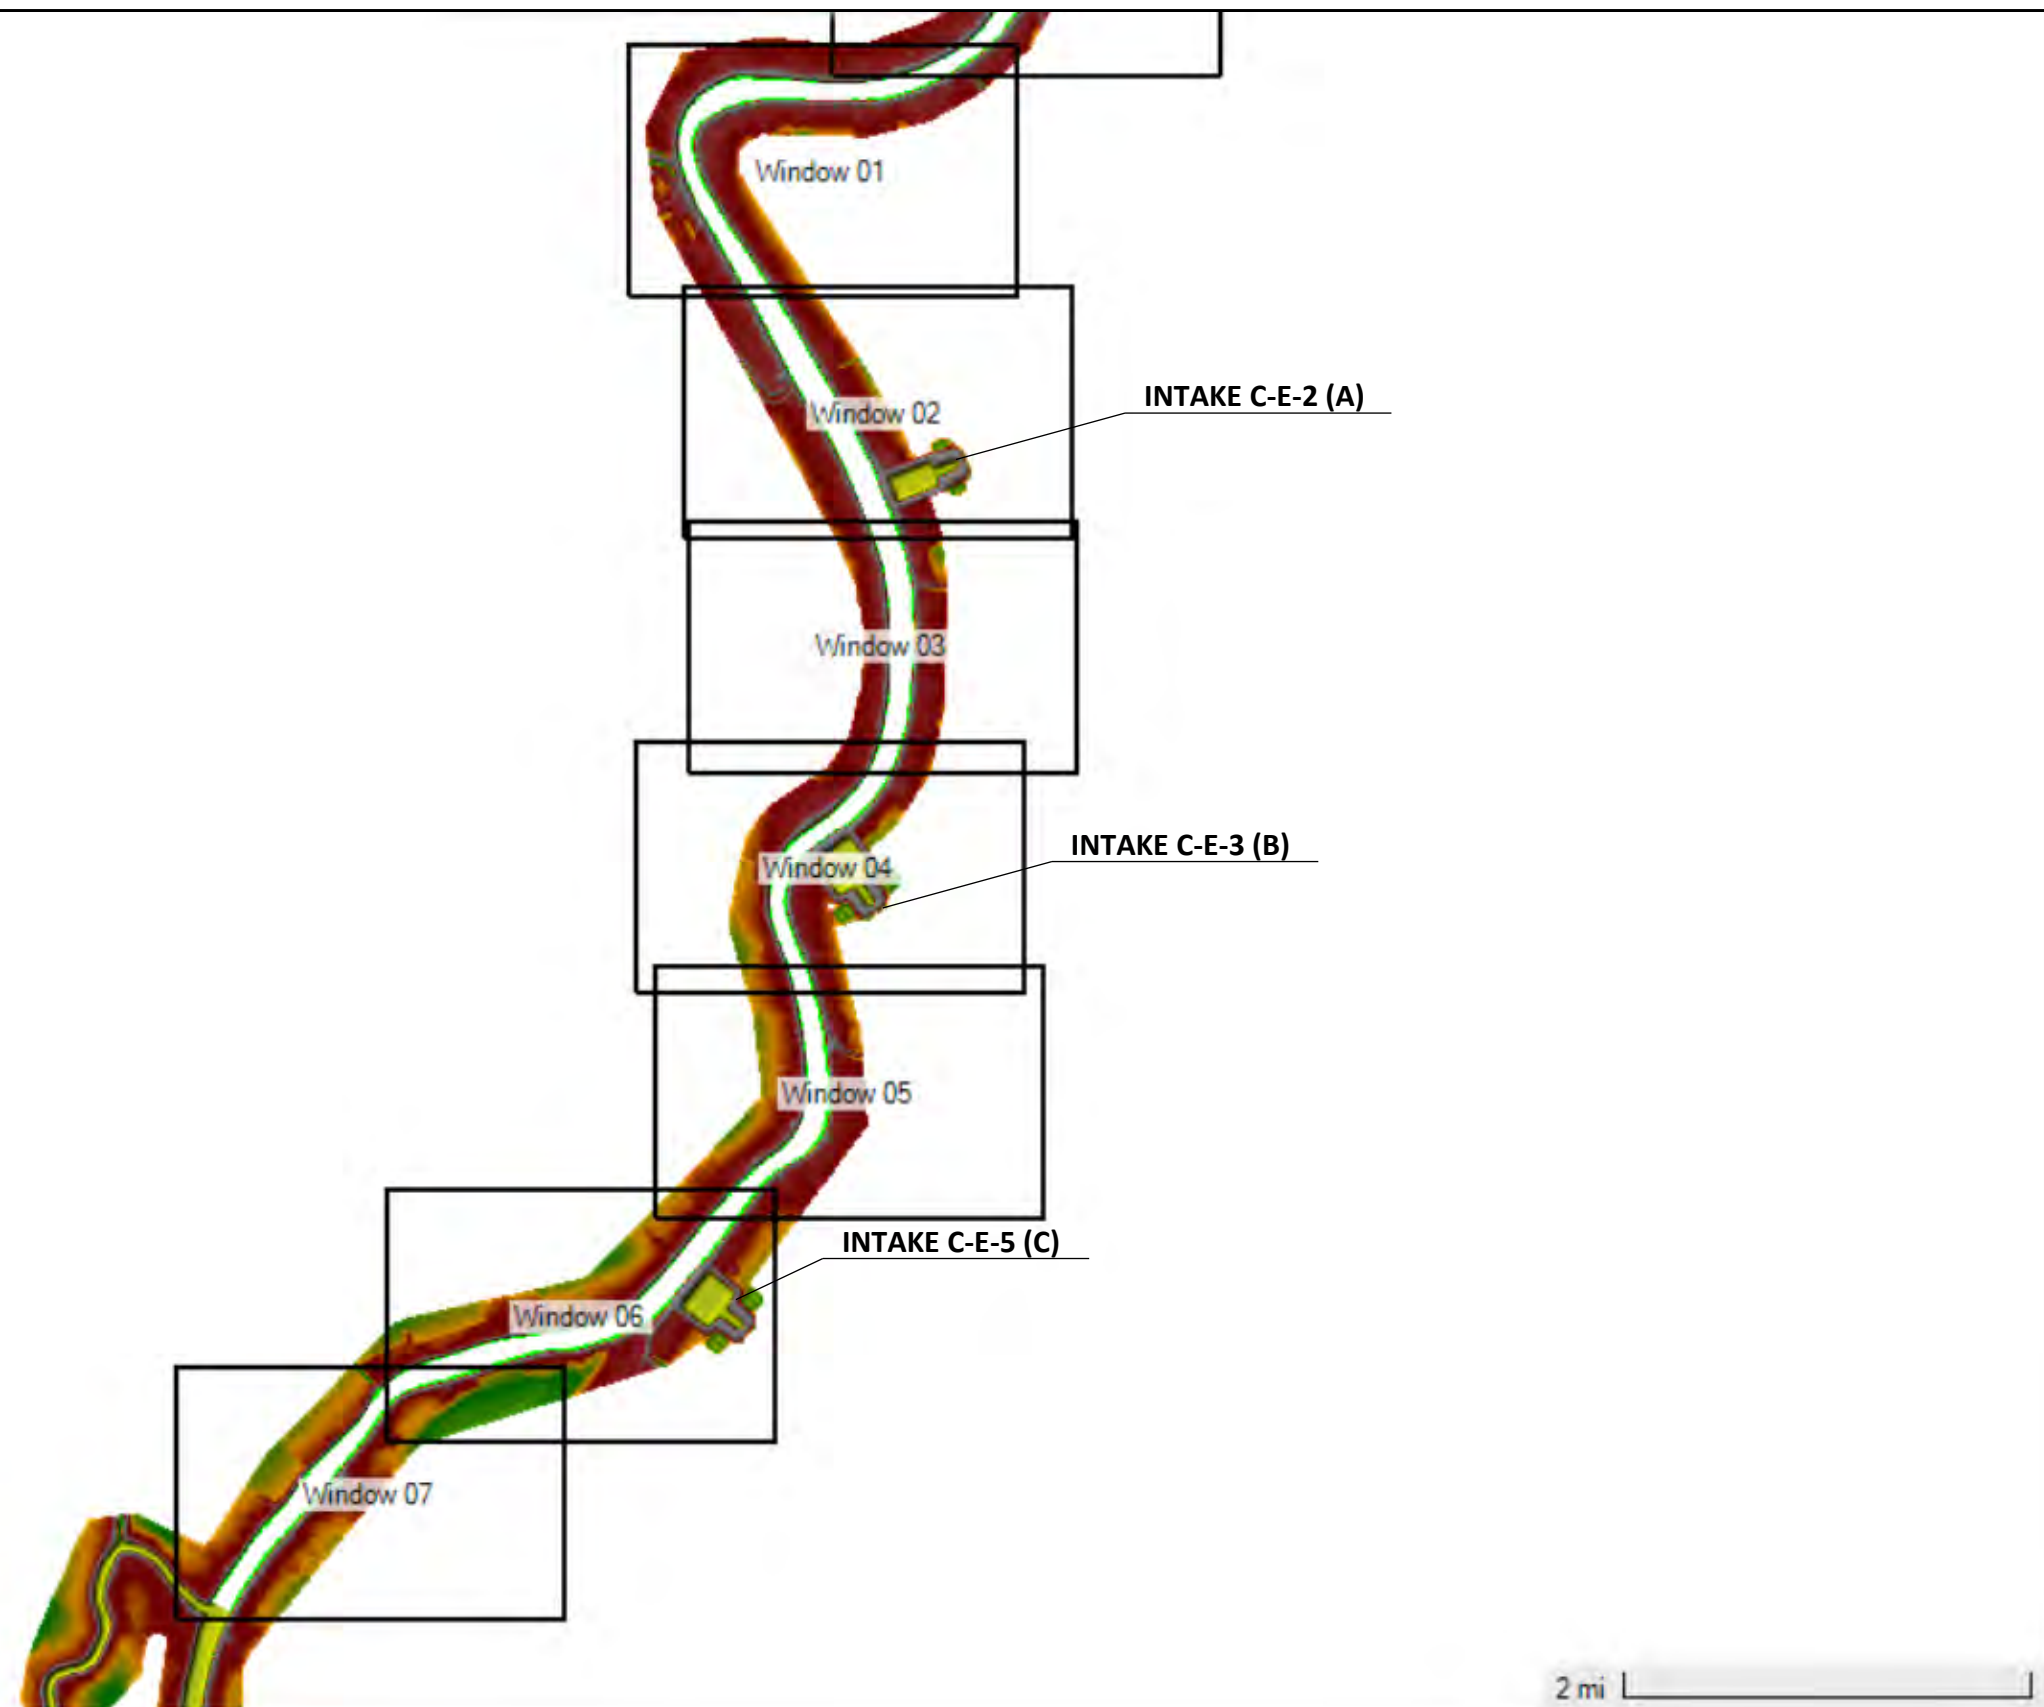 Window 01
INTAKE C-E-2 (A)
Window 02
Window 03
INTAKE C-E-3 (B)
Window 04
Window 05
INTAKE C-E-5 (C)
Window 06
Window 07
2 mi